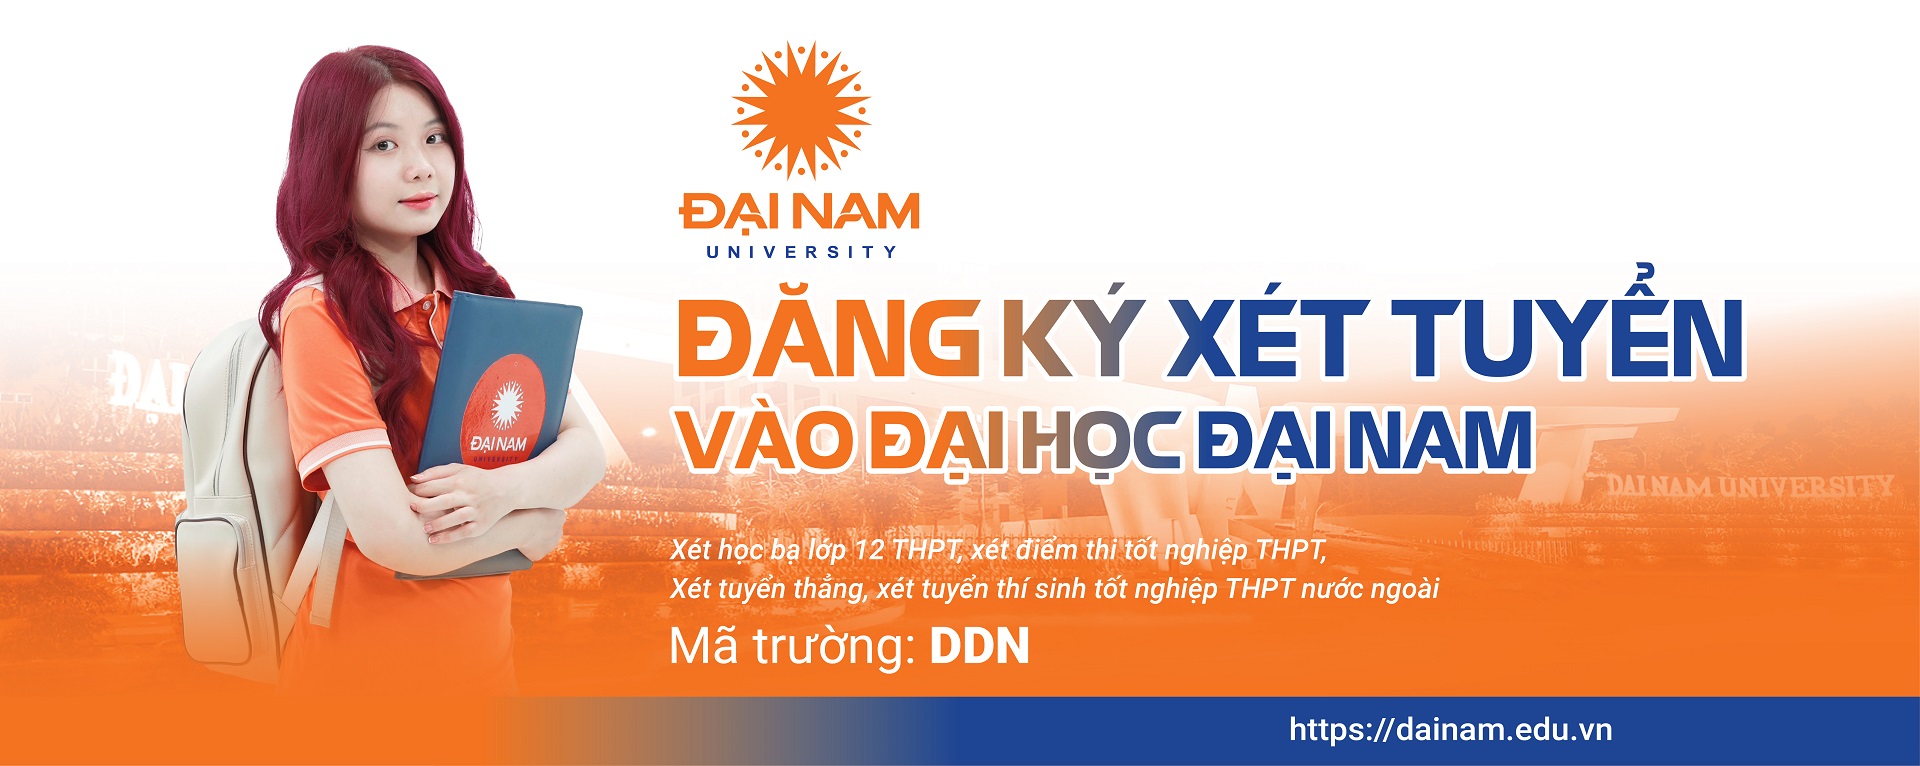 ĐẠI NAM
UNIVERSITY
ĐĂNG KÝ XÉT TUYỂN
VÀO ĐẠI HỌC ĐẠI NAM
ĐẠI
ĐẠI NAM
UNIVERSITY
DAI NAM UNIVERSITY
Xét học bạ lớp 12 THPT, xét điểm thi tốt nghiệp THPT,
Xét tuyển thẳng, xét tuyển thí sinh tốt nghiệp THPT nước ngoài
Mã trường: DDN
https://dainam.edu.vn